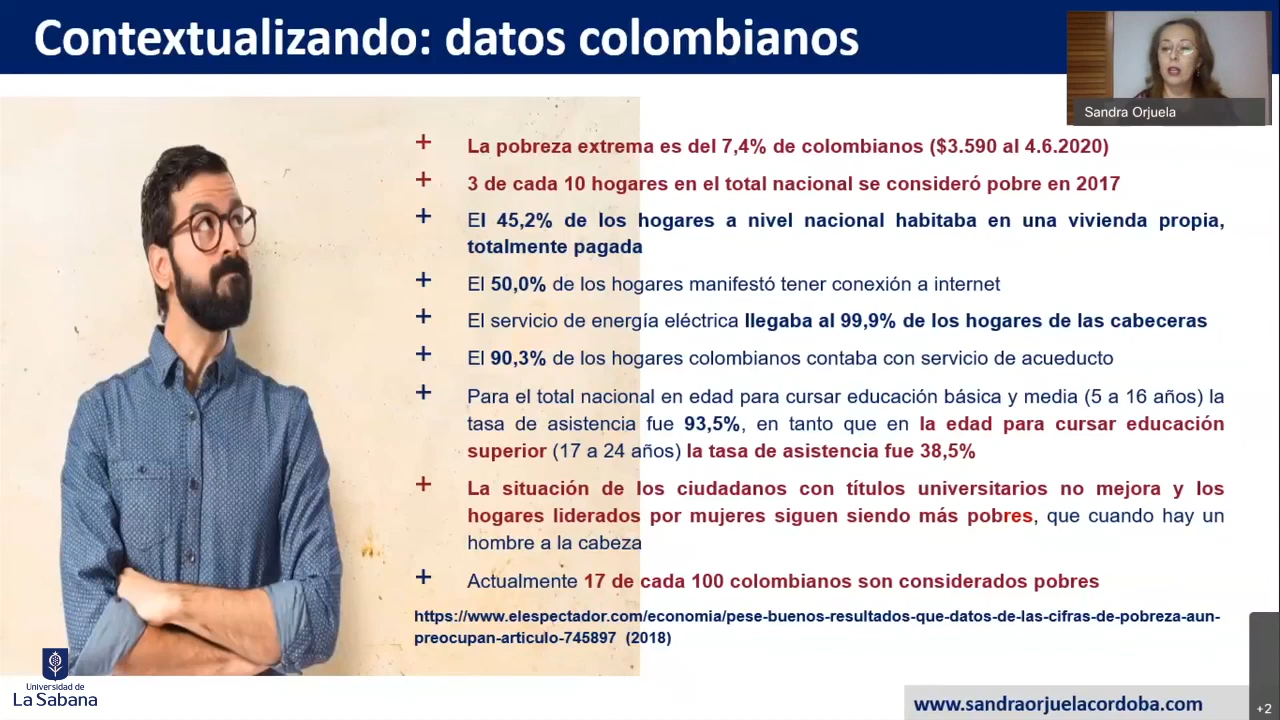 Contextualizando: datos colombianos
Sandra Orjuela
+ La pobreza extrema es del 7,4% de colombianos ($3.590 al 4.6.2020)
+ 3 de cada 10 hogares en el total nacional se consideró pobre en 2017
+ El 45,2% de los hogares a nivel nacional habitaba en una vivienda propia,
totalmente pagada
+ El 50,0% de los hogares manifestó tener conexión a internet
+ El servicio de energía eléctrica llegaba al 99,9% de los hogares de las cabeceras
+ El 90,3% de los hogares colombianos contaba con servicio de acueducto
+ Para el total nacional en edad para cursar educación básica y media (5 a 16 años) la
tasa de asistencia fue 93,5%, en tanto que en la edad para cursar educación
superior (17 a 24 años) la tasa de asistencia fue 38,5%
+ La situación de los ciudadanos con títulos universitarios no mejora y los
hogares liderados por mujeres siguen siendo más pobres, que cuando hay un
hombre a la cabeza
+ Actualmente 17 de cada 100 colombianos son considerados pobres
https://www.elespectador.com/economia/pese-buenos-resultados-que-datos-de-las-cifras-de-pobreza-aun-
preocupan-articulo-745897 (2018)
Universidad de
La Sabana
www.sandraorjuelacordoba.com
+2